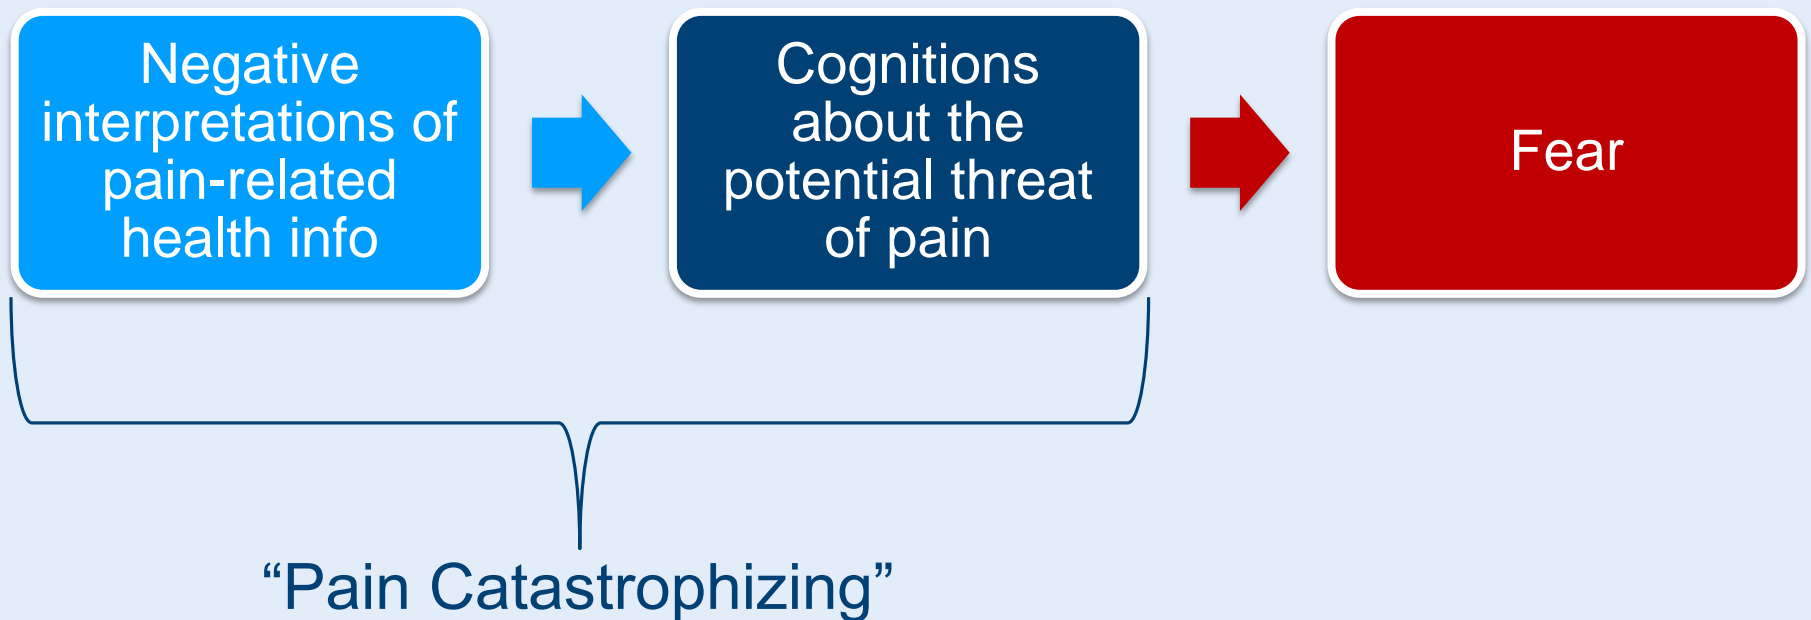 Negative
interpretations of
pain-related
health info
Cognitions
about the
potential threat
of pain
Fear
“Pain Catastrophizing”